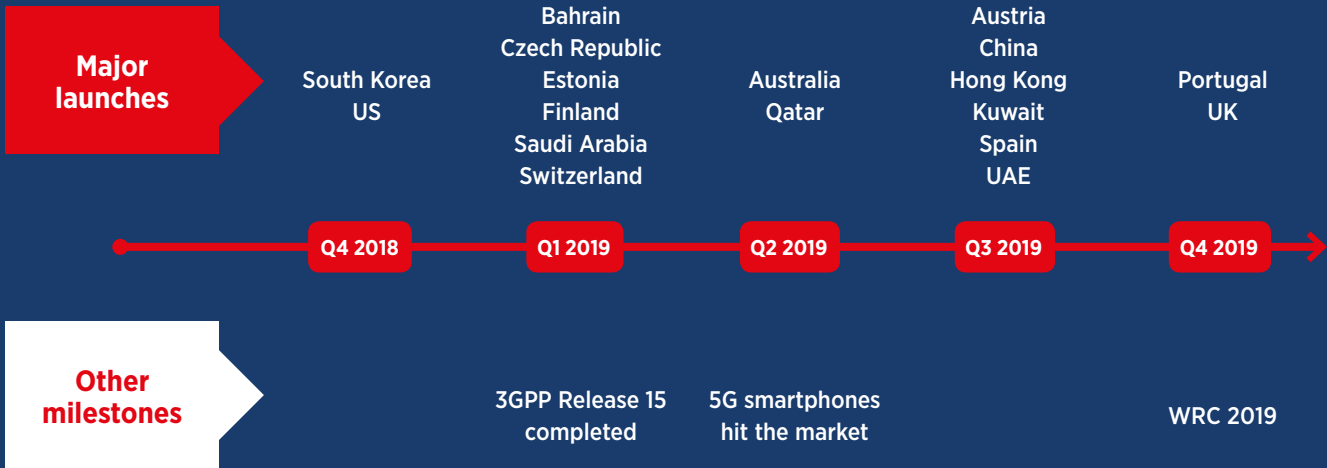 Major
launches
South Korea
US
Bahrain
Czech Republic
Estonia
Finland
Saudi Arabia
Switzerland
Australia
Qatar
Austria
China
Hong Kong
Kuwait
Spain
UAE
Portugal
UK
Q4 2018
Q1 2019
Q2 2019
Q3 2019
Q4 2019
Other
milestones
3GPP Release 15
completed
5G smartphones
hit the market
WRC 2019